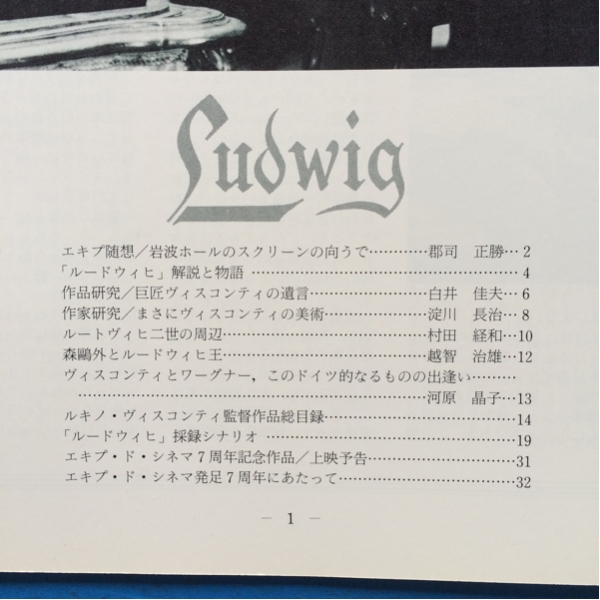 Ludwig
エキプ随想／岩波ホールのスクリーンの向うで…………郡司　正勝… 2
「ルードウィヒ」解説と物語 ……………………………………… 4
作品研究／巨匠ヴィスコンティの遺言…………………白井　佳夫… 6
作家研究／まさにヴィスコンティの美術………………淀川　長治… 8
ルートヴィヒ二世の周辺…………………………………村田　経和…10
森鷗外とルードウィヒ王…………………………………越智　治雄…12
ヴィスコンティとワーグナー，このドイツ的なるものの出逢い………
…………………………………………………………河原　晶子…13
ルキノ・ヴィスコンティ監督作品総目録…………………………14
「ルードウィヒ」採録シナリオ ……………………………………19
エキプ・ド・シネマ７周年記念作品／上映予告…………………31
エキプ・ド・シネマ発足７周年にあたって………………………32
— 1 —